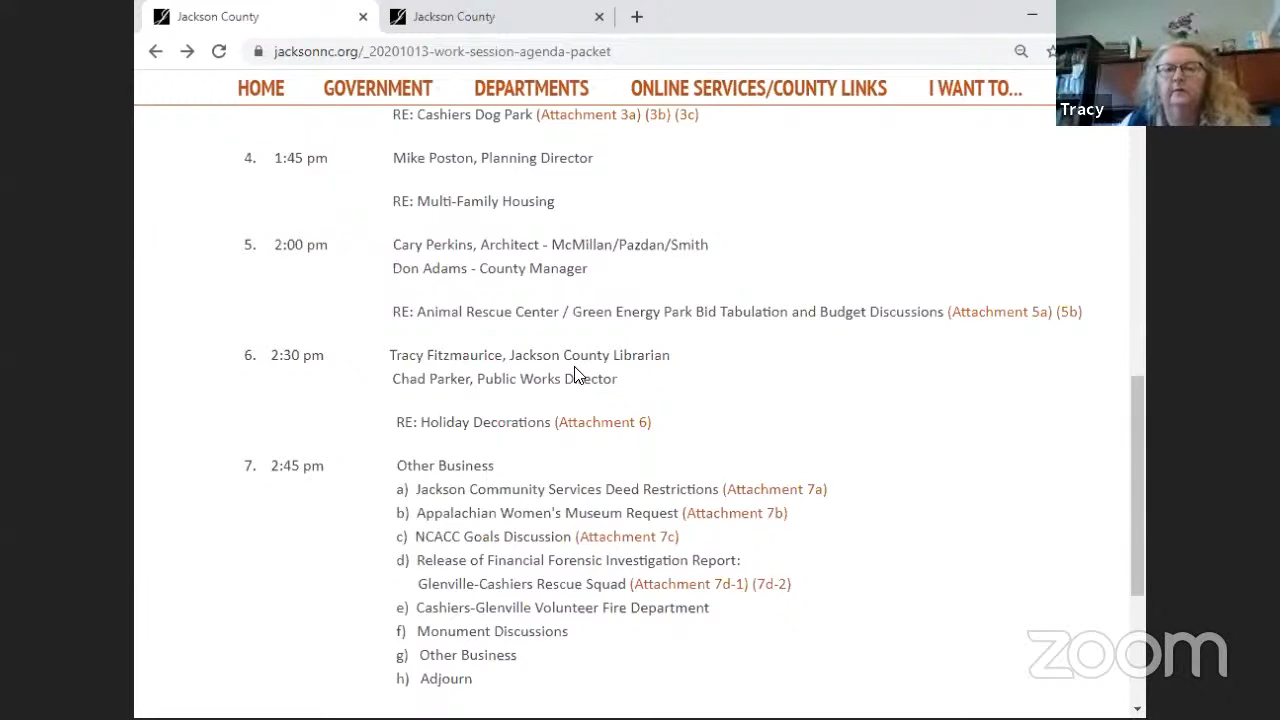 Jackson County
Jackson County
jacksonnc.org/_20201013-work-session-agenda-packet
HOME GOVERNMENT DEPARTMENTS ONLINE SERVICES/COUNTY LINKS I WANT TO...
Tracy
RE: Cashiers Dog Park (Attachment 3a) (3b) (3c)
4. 1:45 pm Mike Poston, Planning Director
RE: Multi-Family Housing
5. 2:00 pm Cary Perkins, Architect - McMillan/Pazdan/Smith
Don Adams - County Manager
RE: Animal Rescue Center / Green Energy Park Bid Tabulation and Budget Discussions (Attachment 5a) (5b)
6. 2:30 pm Tracy Fitzmaurice, Jackson County Librarian
Chad Parker, Public Works Director
RE: Holiday Decorations (Attachment 6)
7. 2:45 pm Other Business
a) Jackson Community Services Deed Restrictions (Attachment 7a)
b) Appalachian Women's Museum Request (Attachment 7b)
c) NCACC Goals Discussion (Attachment 7c)
d) Release of Financial Forensic Investigation Report:
Glenville-Cashiers Rescue Squad (Attachment 7d-1) (7d-2)
e) Cashiers-Glenville Volunteer Fire Department
f) Monument Discussions
g) Other Business
h) Adjourn
zoom